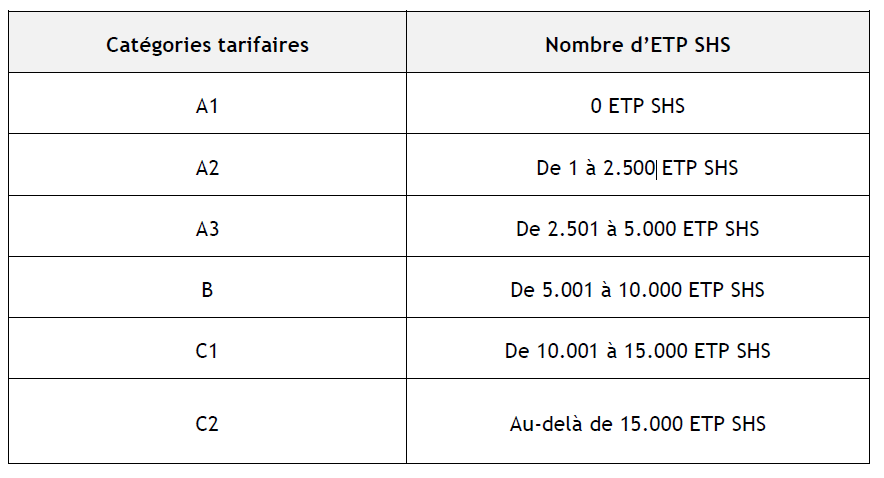 Catégories tarifaires Nombre d’ETP SHS
A1 0 ETP SHS
A2 De 1 à 2.500 ETP SHS
A3 De 2.501 à 5.000 ETP SHS
B De 5.001 à 10.000 ETP SHS
C1 De 10.001 à 15.000 ETP SHS
C2 Au-delà de 15.000 ETP SHS